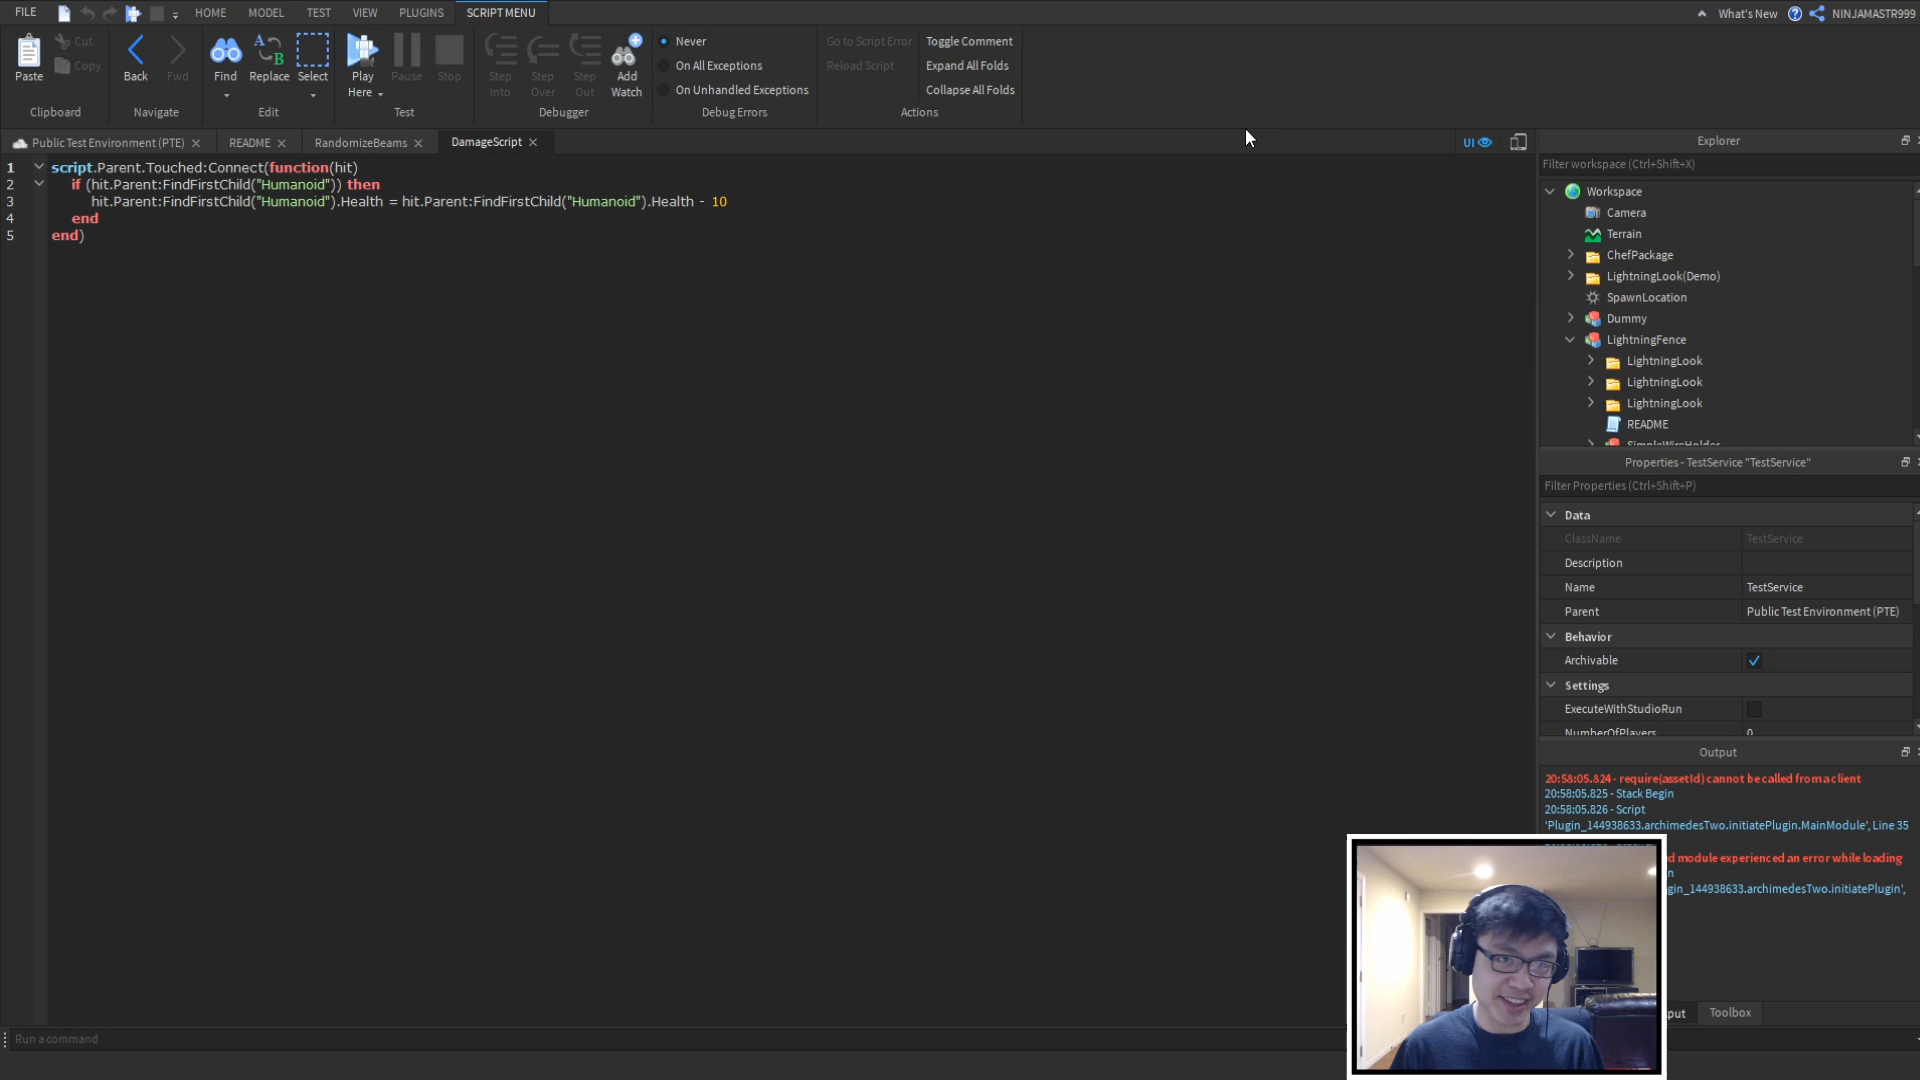 FILE
HOME
MODEL
TEST
VIEW
PLUGINS
SCRIPT MENU
What's New
NINJAMASTR999
Paste
Cut
Copy
Clipboard
Back
Fwd
Navigate
Find
Replace
Select
Edit
Play Here
Pause
Stop
Test
Step Into
Step Over
Step Out
Add Watch
Debugger
Never
On All Exceptions
On Unhandled Exceptions
Debug Errors
Go to Script Error
Reload Script
Toggle Comment
Expand All Folds
Collapse All Folds
Actions
Public Test Environment (PTE)
README
RandomizeBeams
DamageScript
UI
1 script.Parent.Touched:Connect(function(hit)
2 if (hit.Parent:FindFirstChild("Humanoid")) then
3 hit.Parent:FindFirstChild("Humanoid").Health = hit.Parent:FindFirstChild("Humanoid").Health - 10
4 end
5 end)
Explorer
Filter workspace (Ctrl+Shift+X)
Workspace
Camera
Terrain
ChefPackage
LightningLook(Demo)
SpawnLocation
Dummy
LightningFence
LightningLook
LightningLook
LightningLook
README
SimpleWireHolder
Properties - TestService "TestService"
Filter Properties (Ctrl+Shift+P)
Data
ClassName TestService
Description
Name TestService
Parent Public Test Environment (PTE)
Behavior
Archivable
Settings
ExecuteWithStudioRun
NumberOfPlayers 0
Output
20:58:05.824 - require(assetId) cannot be called from a client
20:58:05.825 - Stack Begin
20:58:05.826 - Script
'Plugin_144938633.archimedesTwo.initiatePlugin.MainModule', Line 35
ed module experienced an error while loading
gin_144938633.archimedesTwo.initiatePlugin',
put
Toolbox
Run a command